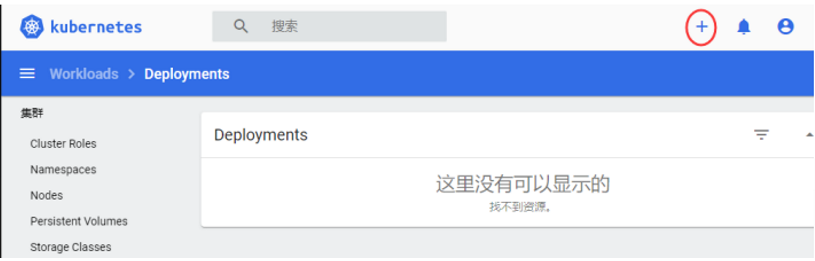 kubernetes
搜索
Workloads > Deployments
集群
Cluster Roles
Namespaces
Nodes
Persistent Volumes
Storage Classes
Deployments
这里没有可以显示的
找不到资源。